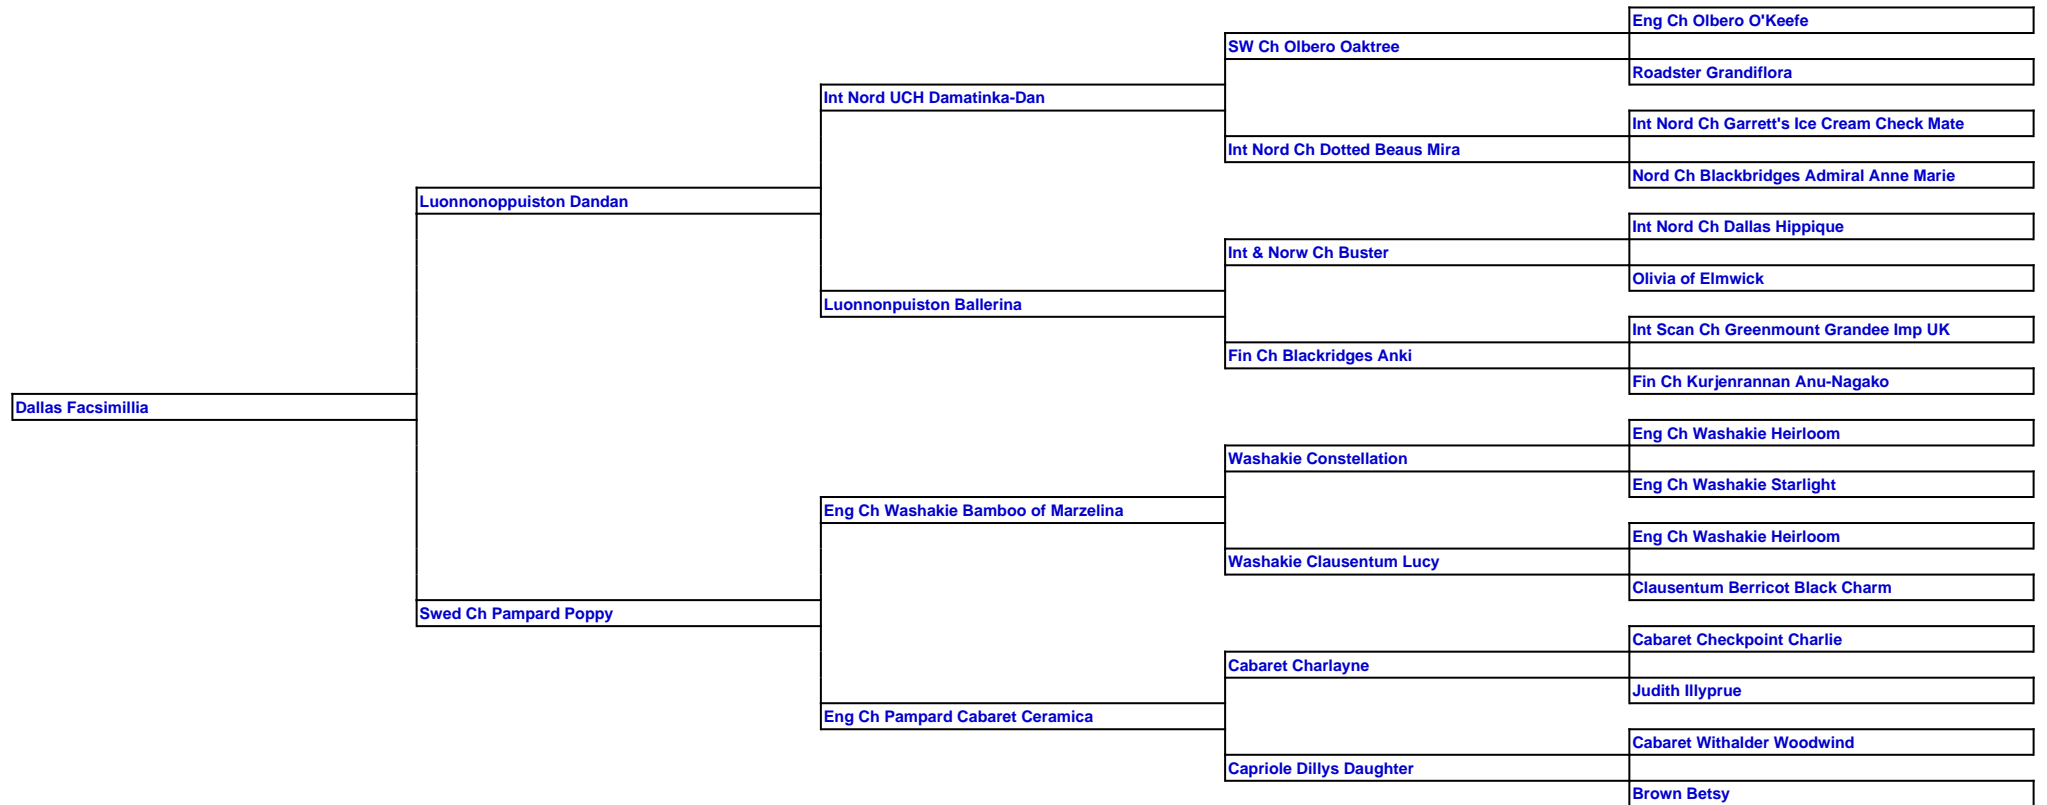 Eng Ch Olbero O'Keefe
SW Ch Olbero Oaktree
Roadster Grandiflora
Int Nord UCH Damatinka-Dan
Int Nord Ch Garrett's Ice Cream Check Mate
Int Nord Ch Dotted Beaus Mira
Nord Ch Blackbridges Admiral Anne Marie
Luonnonoppuiston Dandan
Int Nord Ch Dallas Hippique
Int & Norw Ch Buster
Olivia of Elmwick
Luonnonpuiston Ballerina
Int Scan Ch Greenmount Grandee Imp UK
Fin Ch Blackridges Anki
Fin Ch Kurjenrannan Anu-Nagako
Dallas Facsimillia
Eng Ch Washakie Heirloom
Washakie Constellation
Eng Ch Washakie Starlight
Eng Ch Washakie Bamboo of Marzelina
Eng Ch Washakie Heirloom
Washakie Clausentum Lucy
Clausentum Berricot Black Charm
Swed Ch Pampard Poppy
Cabaret Checkpoint Charlie
Cabaret Charlayne
Judith Illyprue
Eng Ch Pampard Cabaret Ceramica
Cabaret Withalder Woodwind
Capriole Dillys Daughter
Brown Betsy